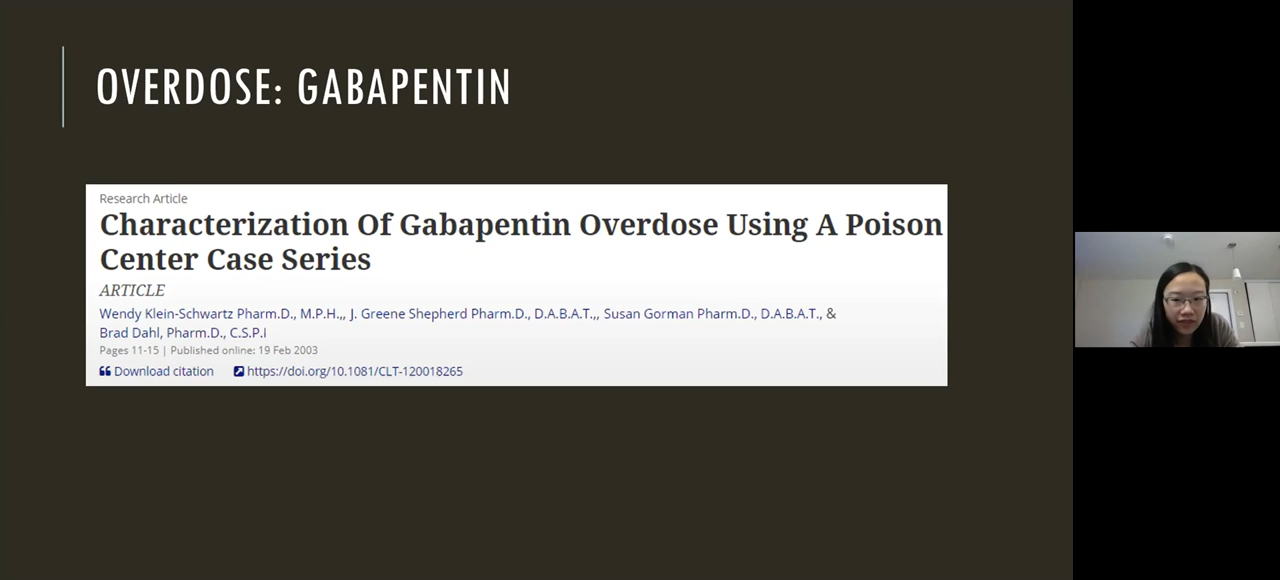 OVERDOSE: GABAPENTIN
Research Article
Characterization Of Gabapentin Overdose Using A Poison
Center Case Series
ARTICLE
Wendy Klein-Schwartz Pharm.D., M.P.H.,, J. Greene Shepherd Pharm.D., D.A.B.A.T.,, Susan Gorman Pharm.D., D.A.B.A.T., &
Brad Dahl, Pharm.D., C.S.P.I
Pages 11-15 | Published online: 19 Feb 2003
Download citation https://doi.org/10.1081/CLT-120018265